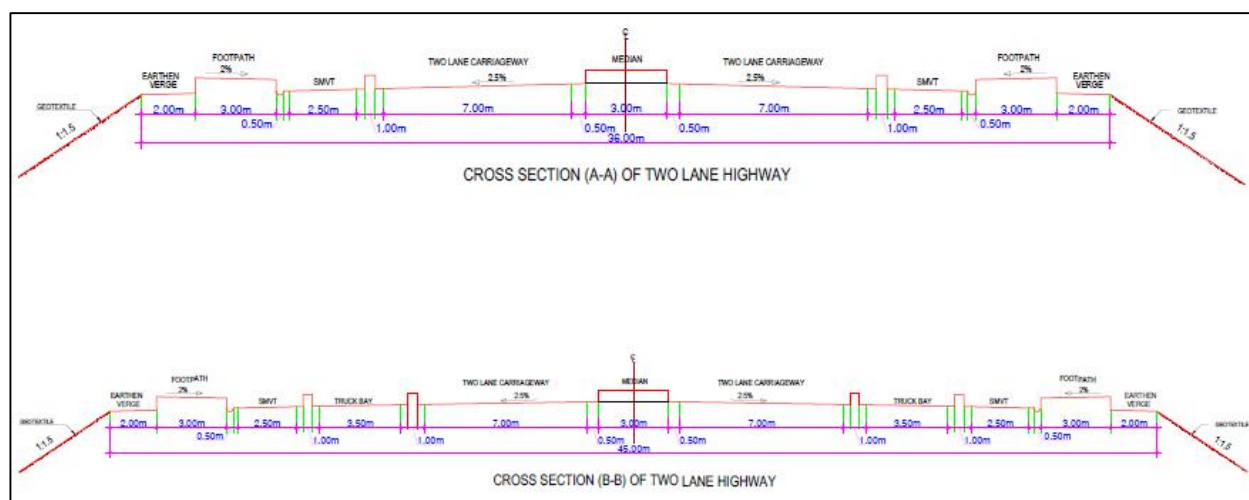 ℄
FOOTPATH MEDIAN FOOTPATH
2% TWO LANE CARRIAGEWAY TWO LANE CARRIAGEWAY 2%
EARTHEN VERGE SMVT 2.5% 2.5% SMVT EARTHEN VERGE
GEOTEXTILE 2.00m 3.00m 2.50m 7.00m 3.00m 7.00m 2.50m 3.00m 2.00m GEOTEXTILE
1:1.5 0.50m 1.00m 0.50m 0.50m 1.00m 0.50m 1:1.5
36.00m
CROSS SECTION (A-A) OF TWO LANE HIGHWAY
℄
FOOTPATH MEDIAN FOOTPATH
2% TWO LANE CARRIAGEWAY TWO LANE CARRIAGEWAY 2%
EARTHEN VERGE SMVT TRUCK BAY 2.5% 2.5% TRUCK BAY SMVT EARTHEN VERGE
GEOTEXTILE 2.00m 3.00m 2.50m 3.50m 7.00m 3.00m 7.00m 3.50m 2.50m 3.00m 2.00m GEOTEXTILE
1:1.5 0.50m 1.00m 1.00m 0.50m 0.50m 1.00m 1.00m 0.50m 1:1.5
45.00m
CROSS SECTION (B-B) OF TWO LANE HIGHWAY